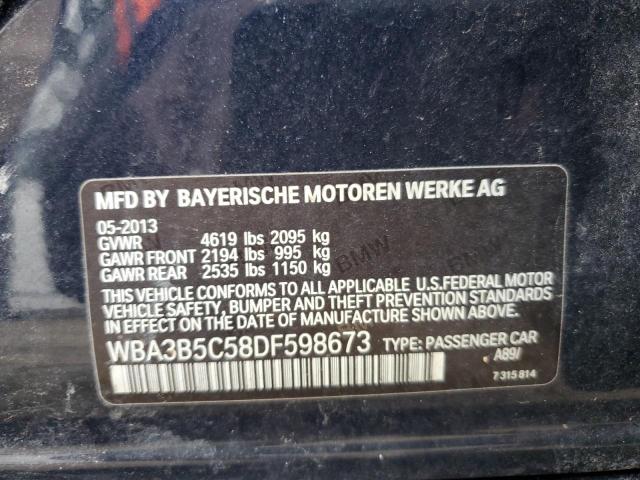 MFD BY BAYERISCHE MOTOREN WERKE AG
05-2013
GVWR 4619 lbs 2095 kg
GAWR FRONT 2194 lbs 995 kg
GAWR REAR 2535 lbs 1150 kg
THIS VEHICLE CONFORMS TO ALL APPLICABLE U.S.FEDERAL MOTOR
VEHICLE SAFETY, BUMPER AND THEFT PREVENTION STANDARDS
IN EFFECT ON THE DATE OF MANUFACTURE SHOWN ABOVE.
WBA3B5C58DF598673 TYPE: PASSENGER CAR
A89/
7 315 814